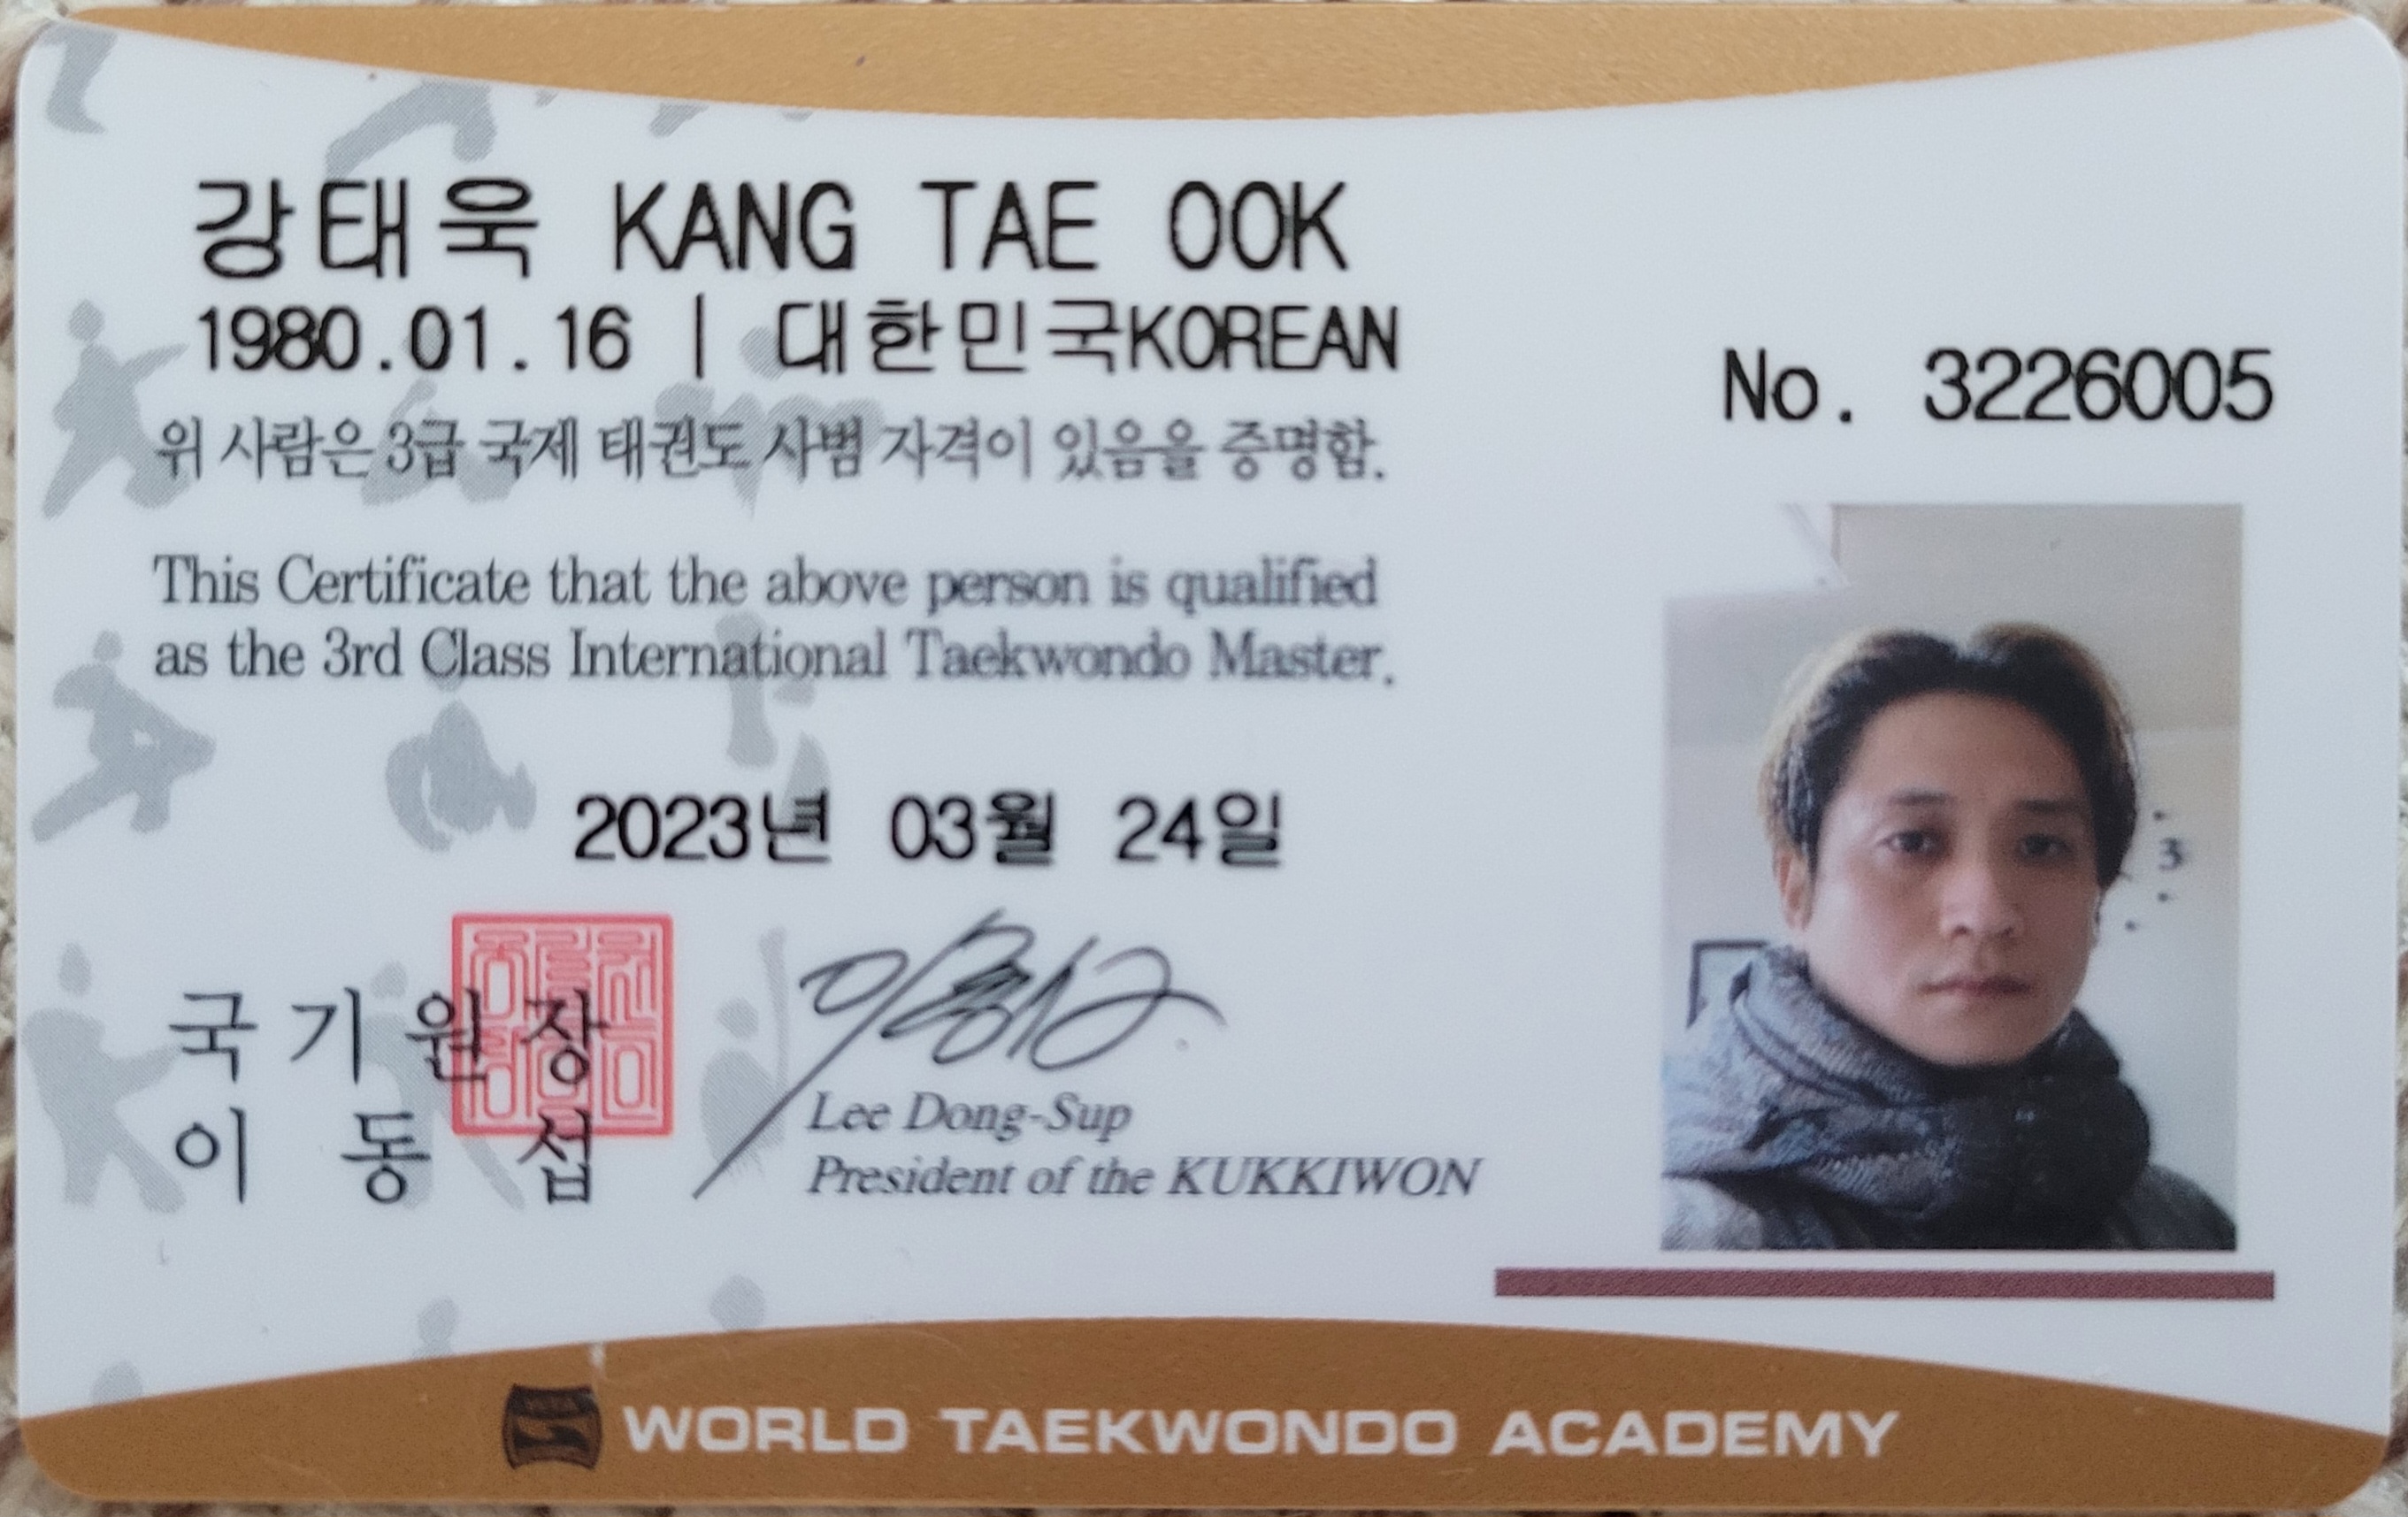 강태욱 KANG TAE OOK
1980.01.16 | 대한민국KOREAN
No. 3226005
위 사람은 3급 국제 태권도 사범 자격이 있음을 증명함.
This Certificate that the above person is qualified
as the 3rd Class International Taekwondo Master.
2023년 03월 24일
3
국기원장
이동섭
Lee Dong-Sup
President of the KUKKIWON
WORLD TAEKWONDO ACADEMY